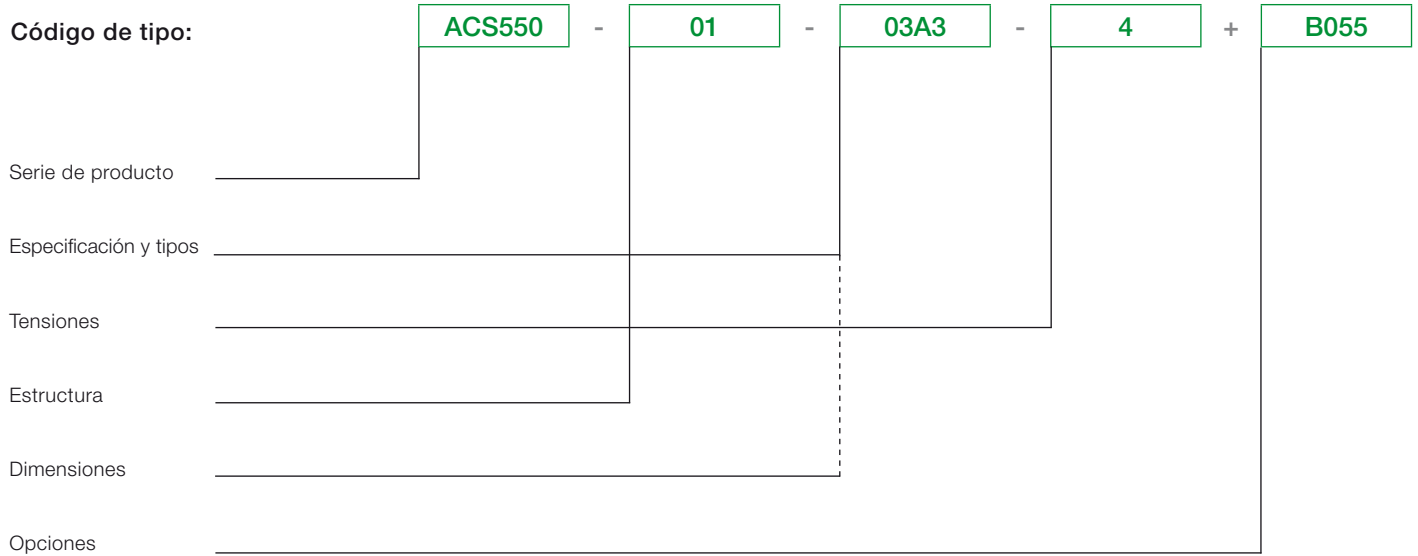 Código de tipo: ACS550 - 01 - 03A3 - 4 + B055
Serie de producto
Especificación y tipos
Tensiones
Estructura
Dimensiones
Opciones